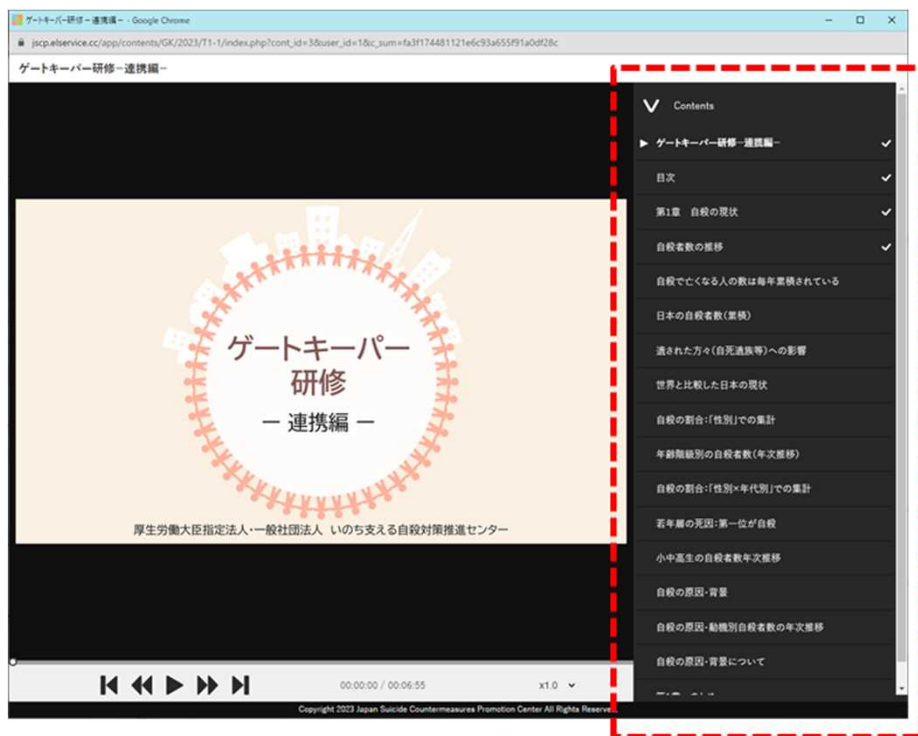 ゲートキーパー研修－連携編－ - Google Chrome
jscp.elservice.cc/app/contents/GK/2023/T1-1/index.php?cont_id=3&user_id=1&c_sum=fa3f174481121e6c93a655f91a0df28c
ゲートキーパー研修－連携編－
ゲートキーパー
研修
－ 連携編 －
厚生労働大臣指定法人・一般社団法人 いのち支える自殺対策推進センター
00:00:00 / 00:06:55
x1.0
Copyright 2023 Japan Suicide Countermeasures Promotion Center All Rights Reserve
Contents
ゲートキーパー研修－連携編－
目次
第1章 自殺の現状
自殺者数の推移
自殺で亡くなる人の数は毎年累積されている
日本の自殺者数(累積)
遺された方々(自死遺族等)への影響
世界と比較した日本の現状
自殺の割合:「性別」での集計
年齢階級別の自殺者数(年次推移)
自殺の割合:「性別×年代別」での集計
若年層の死因:第一位が自殺
小中高生の自殺者数年次推移
自殺の原因・背景
自殺の原因・動機別自殺者数の年次推移
自殺の原因・背景について